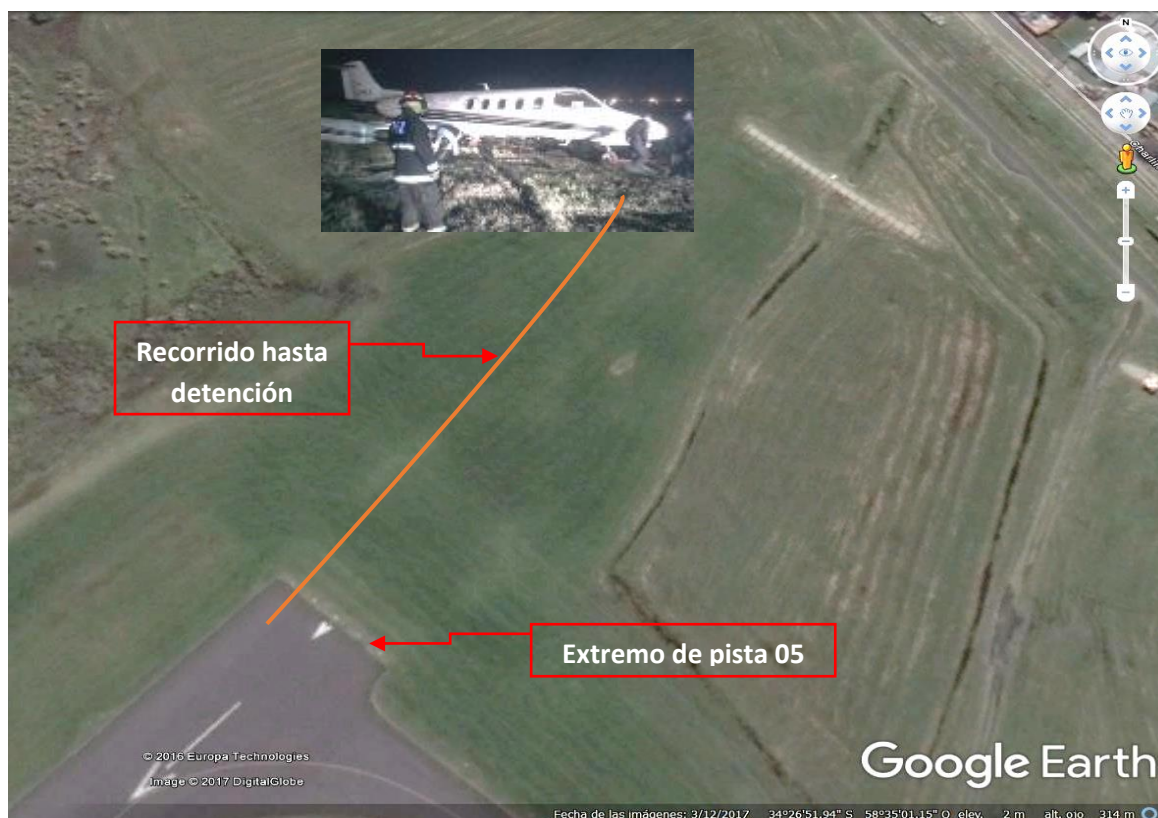 N
Charlin
Recorrido hasta
detención
Extremo de pista 05
© 2016 Europa Technologies
Image © 2017 DigitalGlobe
Google Earth
Fecha de las imágenes: 3/12/2017 34°26'51.94" S 58°35'01.15" O elev. 2 m alt. ojo 314 m